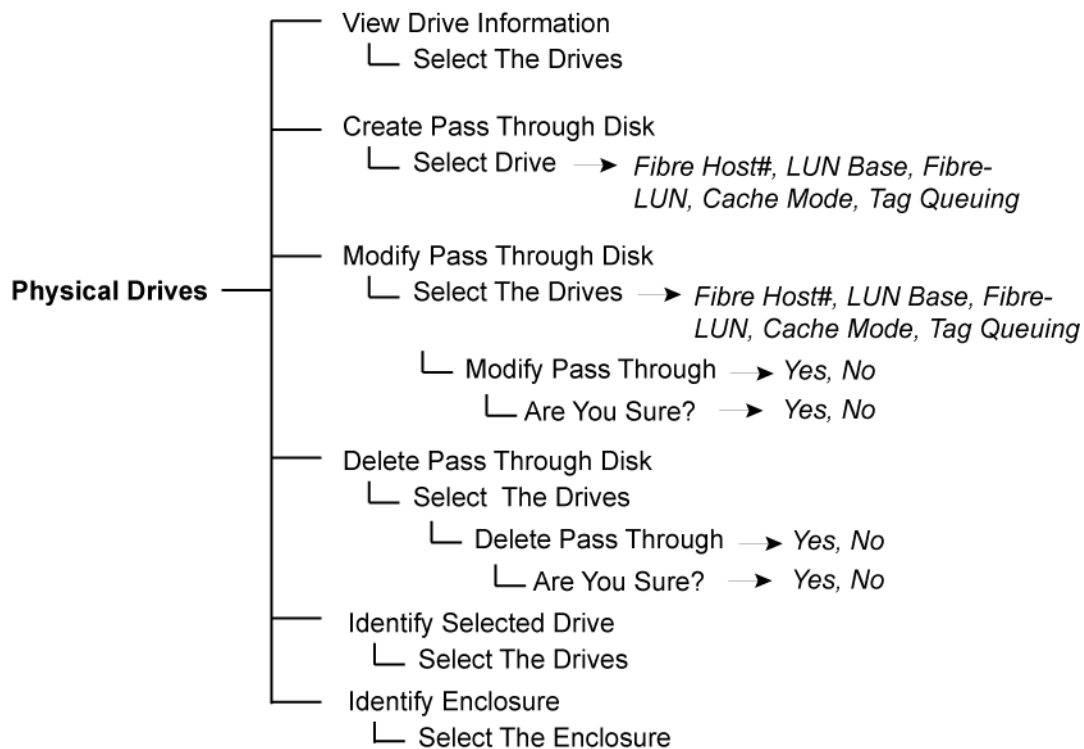 View Drive Information
Select The Drives
Create Pass Through Disk
Select Drive
Fibre Host#, LUN Base, Fibre-
LUN, Cache Mode, Tag Queuing
Modify Pass Through Disk
Physical Drives
Select The Drives
Fibre Host#, LUN Base, Fibre-
LUN, Cache Mode, Tag Queuing
Modify Pass Through
Yes, No
Are You Sure?
Yes, No
Delete Pass Through Disk
Select The Drives
Delete Pass Through
Yes, No
Are You Sure?
Yes, No
Identify Selected Drive
Select The Drives
Identify Enclosure
Select The Enclosure